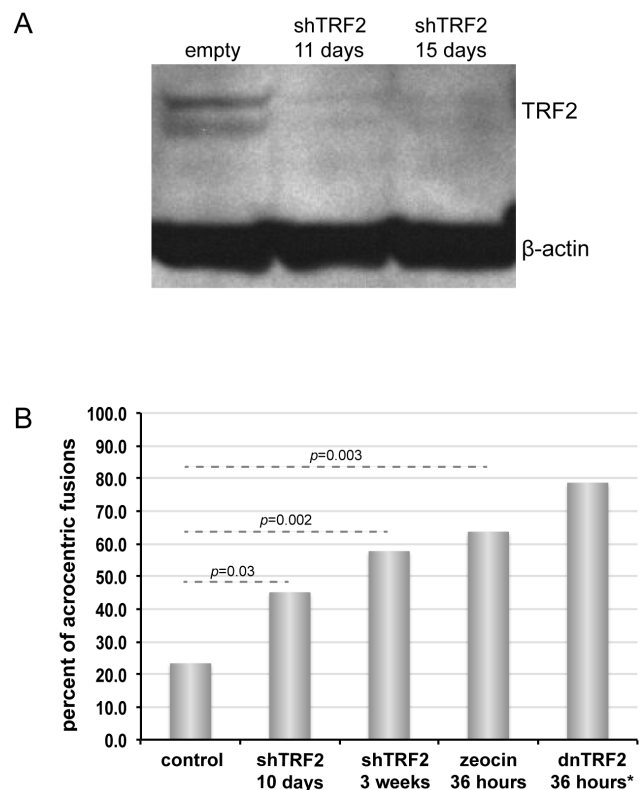 A
empty
shTRF2
11 days
shTRF2
15 days
TRF2
β-actin
B
percent of acrocentric fusions
100.0
90.0
80.0
70.0
60.0
50.0
40.0
30.0
20.0
10.0
0.0
p=0.003
p=0.002
p=0.03
control
shTRF2
10 days
shTRF2
3 weeks
zeocin
36 hours
dnTRF2
36 hours*